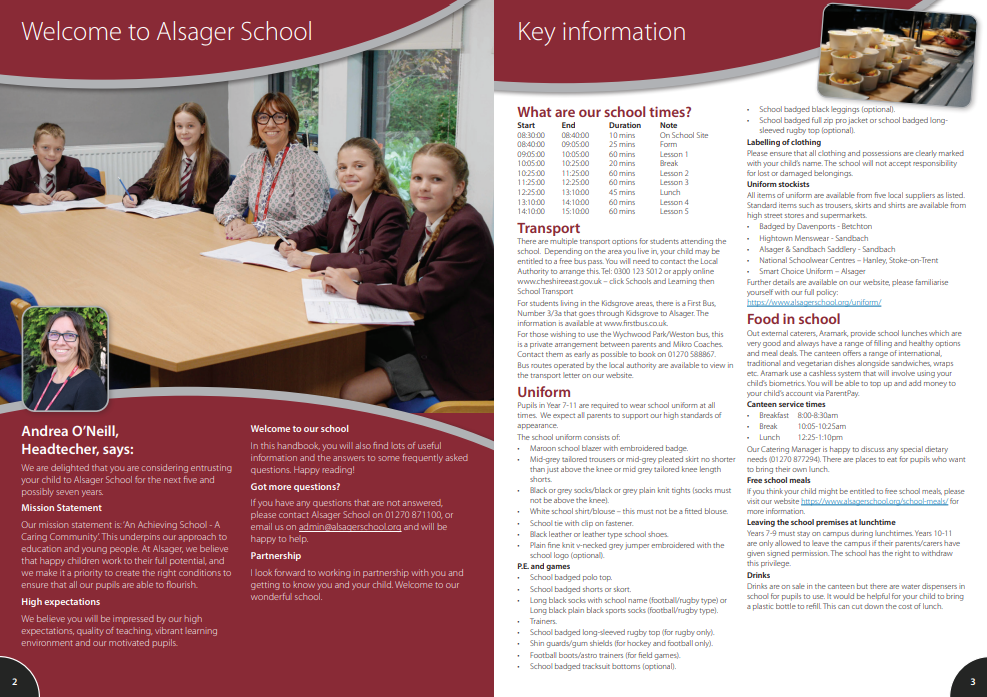 Welcome to Alsager School
Andrea O'Neill,
Headtecher, says:
We are delighted that you are considering entrusting
your child to Alsager School for the next five and
possibly seven years.
Mission Statement
Our mission statement is: 'An Achieving School - A
Caring Community'. This underpins our approach to
education and young people. At Alsager, we believe
that happy children work to their full potential, and
we make it a priority to create the right conditions to
ensure that all our pupils are able to flourish.
High expectations
We believe you will be impressed by our high
expectations, quality of teaching, vibrant learning
environment and our motivated pupils.
Welcome to our school
In this handbook, you will also find lots of useful
information and the answers to some frequently asked
questions. Happy reading!
Got more questions?
If you have any questions that are not answered,
please contact Alsager School on 01270 871100, or
email us on admin@alsagerschool.org and will be
happy to help.
Partnership
I look forward to working in partnership with you and
getting to know you and your child. Welcome to our
wonderful school.
2
Key information
What are our school times?
Start End Duration Note
08:30:00 08:40:00 10 mins On School Site
08:40:00 09:05:00 25 mins Form
09:05:00 10:05:00 60 mins Lesson 1
10:05:00 10:25:00 20 mins Break
10:25:00 11:25:00 60 mins Lesson 2
11:25:00 12:25:00 60 mins Lesson 3
12:25:00 13:10:00 45 mins Lunch
13:10:00 14:10:00 60 mins Lesson 4
14:10:00 15:10:00 60 mins Lesson 5
Transport
There are multiple transport options for students attending the
school. Depending on the area you live in, your child may be
entitled to a free bus pass. You will need to contact the Local
Authority to arrange this. Tel: 0300 123 5012 or apply online
www.cheshireeast.gov.uk – click Schools and Learning then
School Transport
For students living in the Kidsgrove areas, there is a First Bus,
Number 3/3a that goes through Kidsgrove to Alsager. The
information is available at www.firstbus.co.uk.
For those wishing to use the Wychwood Park/Weston bus, this
is a private arrangement between parents and Mikro Coaches.
Contact them as early as possible to book on 01270 588867.
Bus routes operated by the local authority are available to view in
the transport letter on our website.
Uniform
Pupils in Year 7-11 are required to wear school uniform at all
times. We expect all parents to support our high standards of
appearance.
The school uniform consists of:
• Maroon school blazer with embroidered badge.
• Mid-grey tailored trousers or mid-grey pleated skirt no shorter
than just above the knee or mid grey tailored knee length
shorts.
• Black or grey socks/black or grey plain knit tights (socks must
not be above the knee).
• White school shirt/blouse – this must not be a fitted blouse.
• School tie with clip on fastener.
• Black leather or leather type school shoes.
• Plain fine knit v-necked grey jumper embroidered with the
school logo (optional).
P.E. and games
• School badged polo top.
• School badged shorts or skort.
• Long black socks with school name (football/rugby type) or
Long black plain black sports socks (football/rugby type).
• Trainers.
• School badged long-sleeved rugby top (for rugby only).
• Shin guards/gum shields (for hockey and football only).
• Football boots/astro trainers (for field games).
• School badged tracksuit bottoms (optional).
• School badged black leggings (optional).
• School badged full zip pro jacket or school badged long-
sleeved rugby top (optional).
Labelling of clothing
Please ensure that all clothing and possessions are clearly marked
with your child's name. The school will not accept responsibility
for lost or damaged belongings.
Uniform stockists
All items of uniform are available from five local suppliers as listed.
Standard items such as trousers, skirts and shirts are available from
high street stores and supermarkets.
• Badged by Davenports - Betchton
• Hightown Menswear - Sandbach
• Alsager & Sandbach Saddlery - Sandbach
• National Schoolwear Centres – Hanley, Stoke-on-Trent
• Smart Choice Uniform – Alsager
Further details are available on our website, please familiarise
yourself with our full policy:
https://www.alsagerschool.org/uniform/
Food in school
Out external caterers, Aramark, provide school lunches which are
very good and always have a range of filling and healthy options
and meal deals. The canteen offers a range of international,
traditional and vegetarian dishes alongside sandwiches, wraps
etc. Aramark use a cashless system that will involve using your
child's biometrics. You will be able to top up and add money to
your child's account via ParentPay.
Canteen service times
• Breakfast 8:00-8:30am
• Break 10:05-10:25am
• Lunch 12:25-1:10pm
Our Catering Manager is happy to discuss any special dietary
needs (01270 877294). There are places to eat for pupils who want
to bring their own lunch.
Free school meals
If you think your child might be entitled to free school meals, please
visit our website https://www.alsagerschool.org/school-meals/ for
more information.
Leaving the school premises at lunchtime
Years 7-9 must stay on campus during lunchtimes. Years 10-11
are only allowed to leave the campus if their parents/carers have
given signed permission. The school has the right to withdraw
this privilege.
Drinks
Drinks are on sale in the canteen but there are water dispensers in
school for pupils to use. It would be helpful for your child to bring
a plastic bottle to refill. This can cut down the cost of lunch.
3